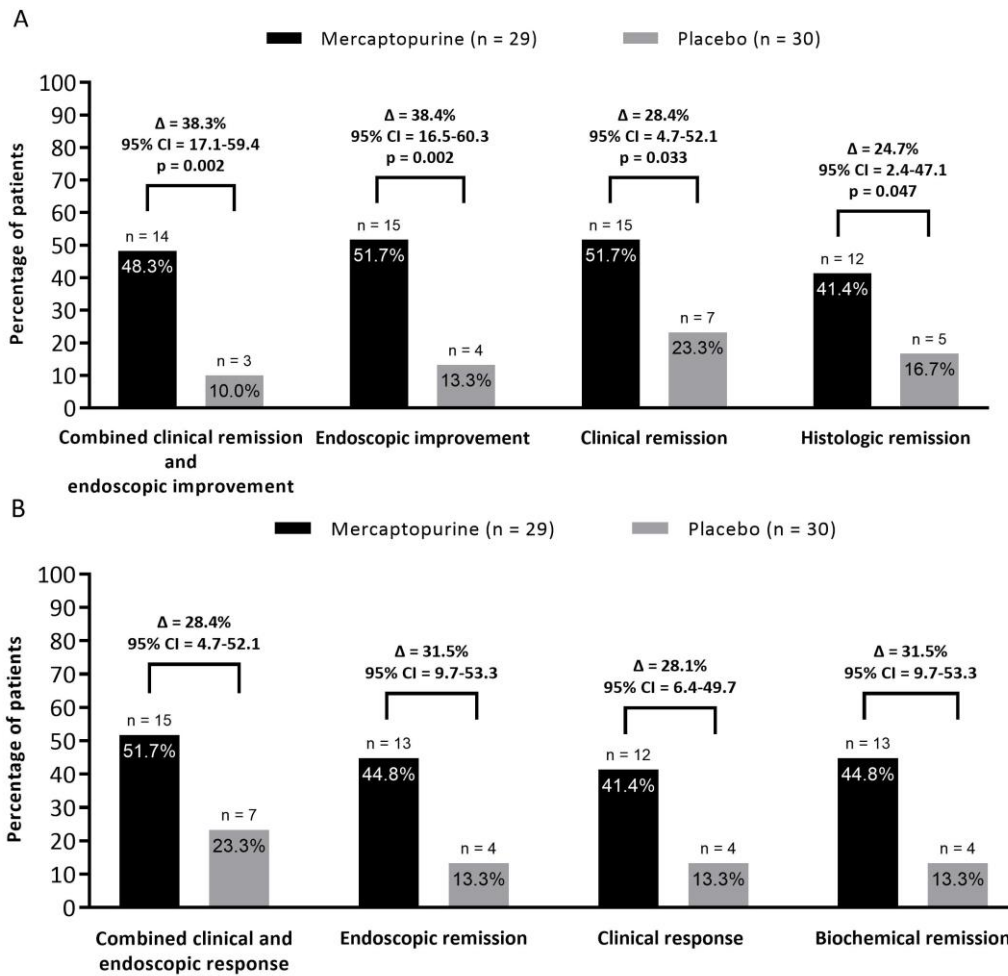 A
Mercaptopurine (n = 29) Placebo (n = 30)
Percentage of patients
100
90
80
70
60
50
40
30
20
10
0
Δ = 38.3%
95% CI = 17.1-59.4
p = 0.002
n = 14
48.3%
n = 3
10.0%
Δ = 38.4%
95% CI = 16.5-60.3
p = 0.002
n = 15
51.7%
n = 4
13.3%
Δ = 28.4%
95% CI = 4.7-52.1
p = 0.033
n = 15
51.7%
n = 7
23.3%
Δ = 24.7%
95% CI = 2.4-47.1
p = 0.047
n = 12
41.4%
n = 5
16.7%
Combined clinical remission
and
endoscopic improvement
Endoscopic improvement
Clinical remission
Histologic remission
B
Mercaptopurine (n = 29) Placebo (n = 30)
Percentage of patients
100
90
80
70
60
50
40
30
20
10
0
Δ = 28.4%
95% CI = 4.7-52.1
n = 15
51.7%
n = 7
23.3%
Δ = 31.5%
95% CI = 9.7-53.3
n = 13
44.8%
n = 4
13.3%
Δ = 28.1%
95% CI = 6.4-49.7
n = 12
41.4%
n = 4
13.3%
Δ = 31.5%
95% CI = 9.7-53.3
n = 13
44.8%
n = 4
13.3%
Combined clinical and
endoscopic response
Endoscopic remission
Clinical response
Biochemical remission